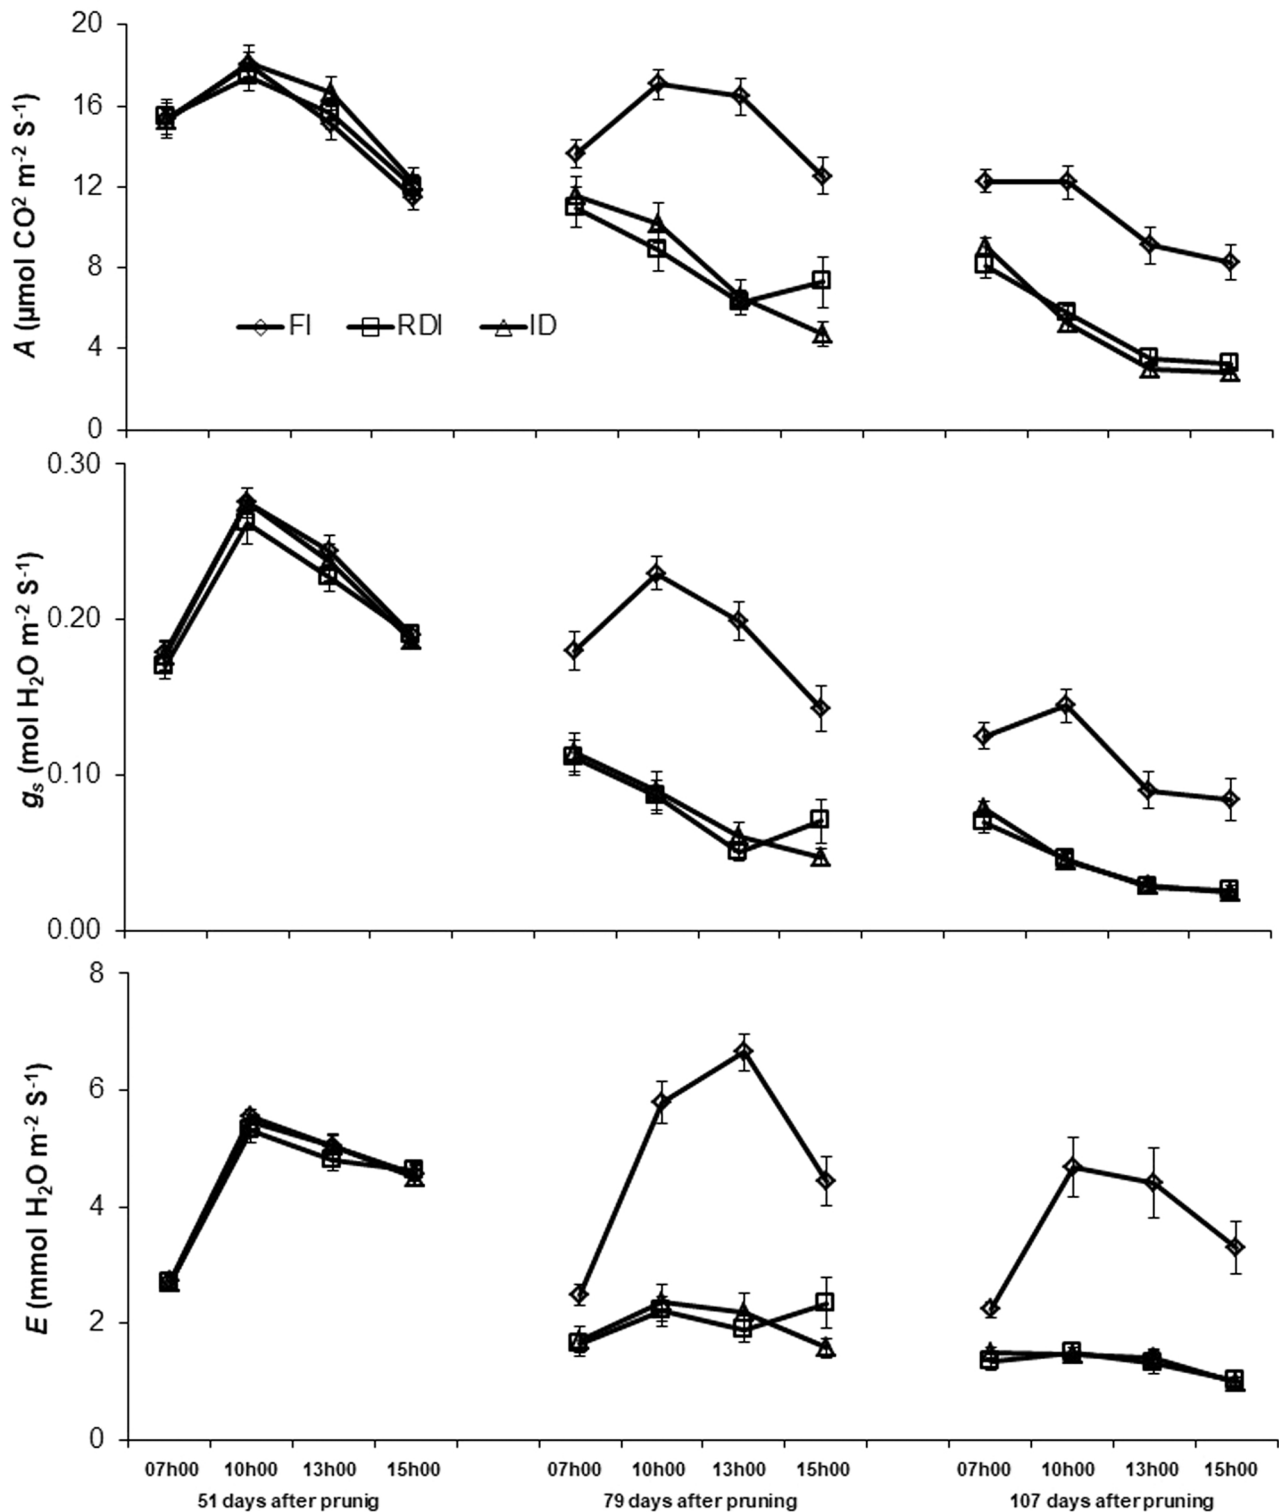 20
16
12
8
4
0
A (µmol CO² m⁻² S⁻¹)
FI RDI ID
0.30
0.20
0.10
0.00
gₛ (mol H₂O m⁻² S⁻¹)
8
6
4
2
0
E (mmol H₂O m⁻² S⁻¹)
07h00 10h00 13h00 15h00 07h00 10h00 13h00 15h00 07h00 10h00 13h00 15h00
51 days after prunig 79 days after pruning 107 days after pruning